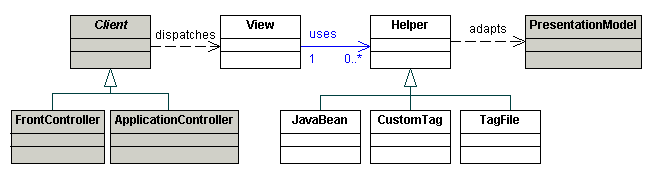 Client
dispatches
View
uses
1
0..*
Helper
adapts
PresentationModel
FrontController
ApplicationController
JavaBean
CustomTag
TagFile